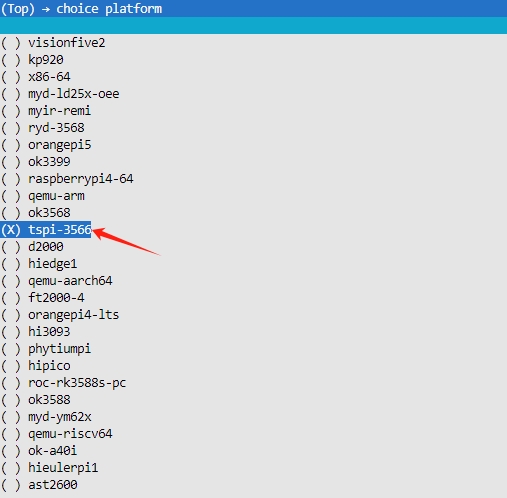 (Top) → choice platform
( ) visionfive2
( ) kp920
( ) x86-64
( ) myd-ld25x-oee
( ) myir-remi
( ) ryd-3568
( ) orangepi5
( ) ok3399
( ) raspberrypi4-64
( ) qemu-arm
( ) ok3568
(X) tspi-3566
( ) d2000
( ) hiedge1
( ) qemu-aarch64
( ) ft2000-4
( ) orangepi4-lts
( ) hi3093
( ) phytiumpi
( ) hipico
( ) roc-rk3588s-pc
( ) ok3588
( ) myd-ym62x
( ) qemu-riscv64
( ) ok-a40i
( ) hieulerpi1
( ) ast2600